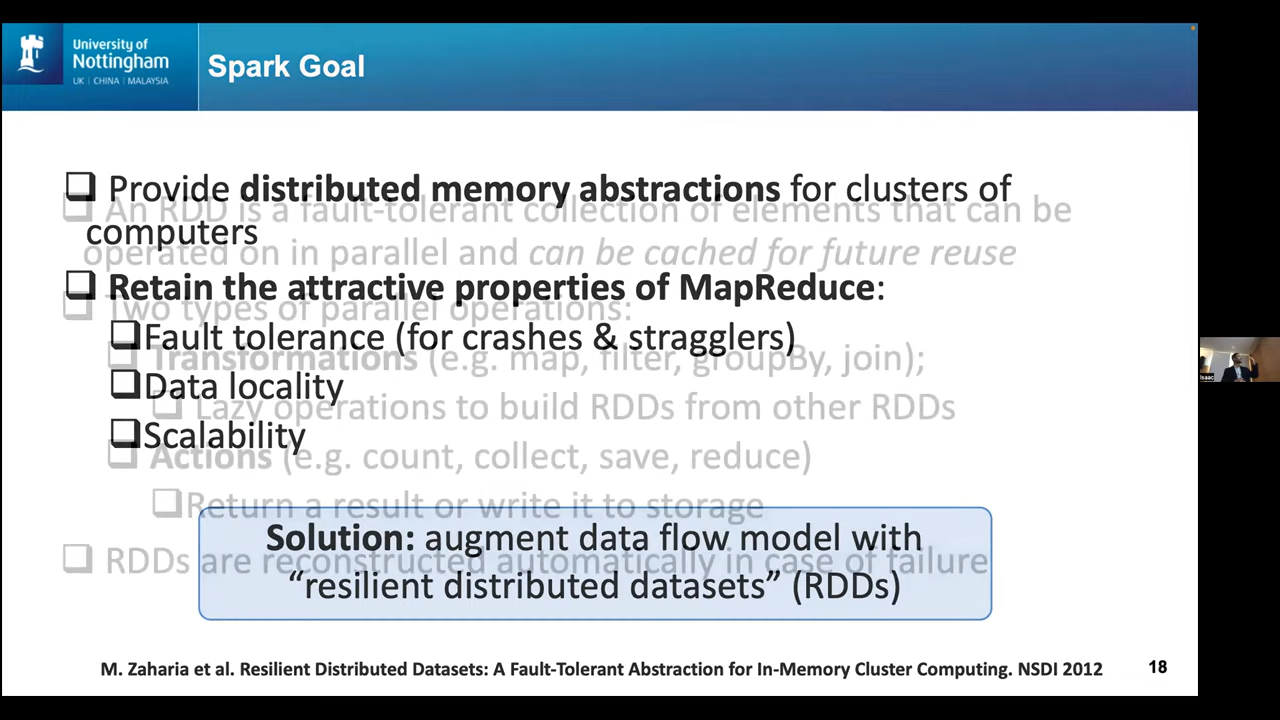 University of
Nottingham
UK | CHINA | MALAYSIA
Spark Goal
❑ Provide distributed memory abstractions for clusters of
computers
❑ Retain the attractive properties of MapReduce:
❑Fault tolerance (for crashes & stragglers)
❑Data locality
❑Scalability
Solution: augment data flow model with
“resilient distributed datasets” (RDDs)
❑ An RDD is a fault-tolerant collection of elements that can be
operated on in parallel and can be cached for future reuse
❑ Two types of parallel operations:
❑ Transformations (e.g. map, filter, groupBy, join);
❑ Lazy operations to build RDDs from other RDDs
❑ Actions (e.g. count, collect, save, reduce)
❑Return a result or write it to storage
❑ RDDs are reconstructed automatically in case of failure
M. Zaharia et al. Resilient Distributed Datasets: A Fault-Tolerant Abstraction for In-Memory Cluster Computing. NSDI 2012
18
Isaac